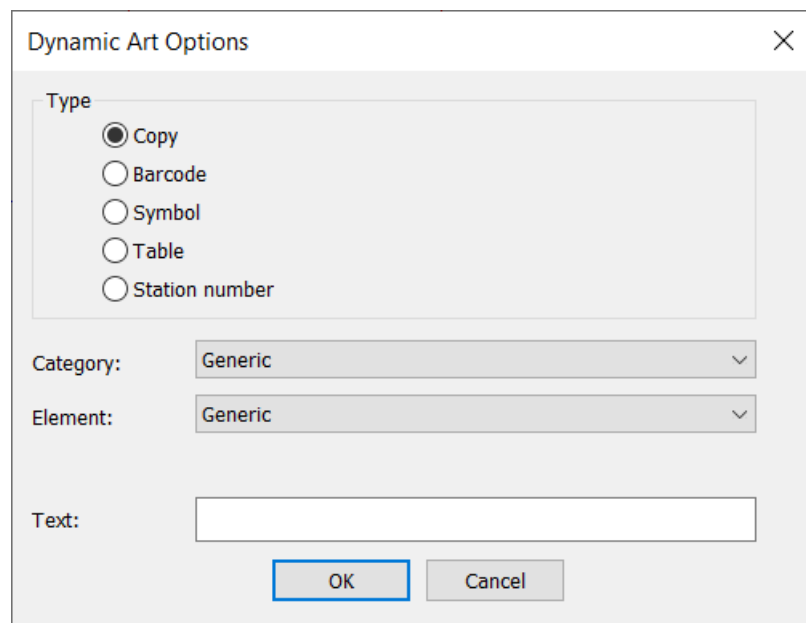 Dynamic Art Options
Type
Copy
Barcode
Symbol
Table
Station number
Category: Generic
Element: Generic
Text:
OK Cancel